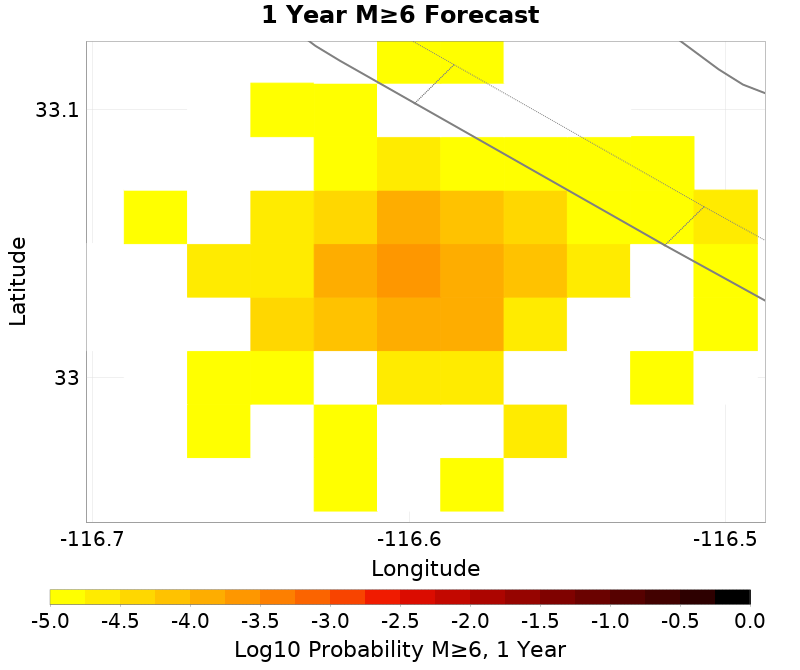 1 Year M≥6 Forecast
33.1
33
Latitude
-116.7 -116.6 -116.5
Longitude
-5.0 -4.5 -4.0 -3.5 -3.0 -2.5 -2.0 -1.5 -1.0 -0.5 0.0
Log10 Probability M≥6, 1 Year